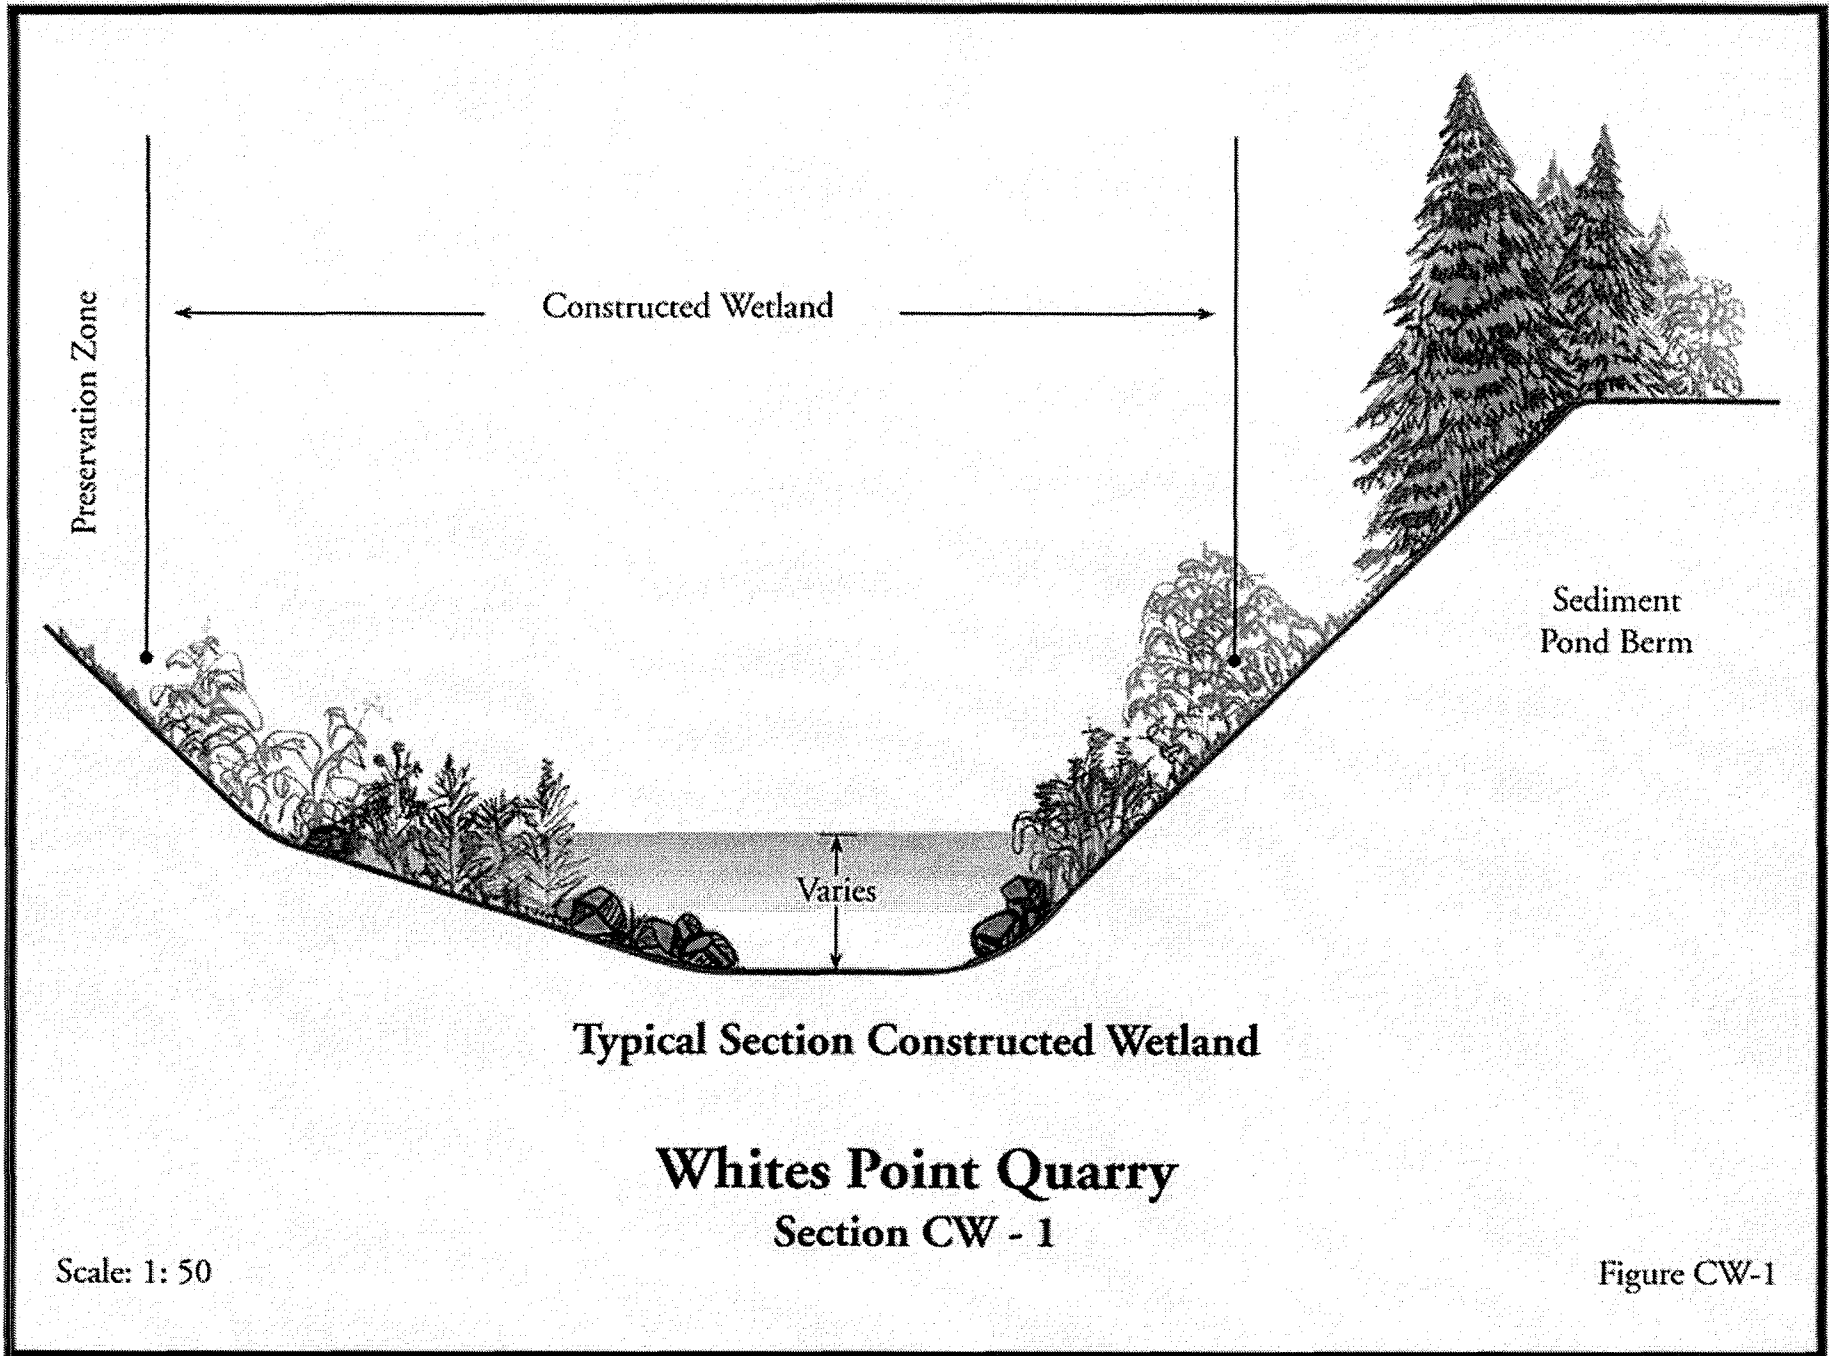 Constructed Wetland
Preservation Zone
Sediment
Pond Berm
Varies
Typical Section Constructed Wetland
Whites Point Quarry
Section CW - 1
Scale: 1: 50
Figure CW-1